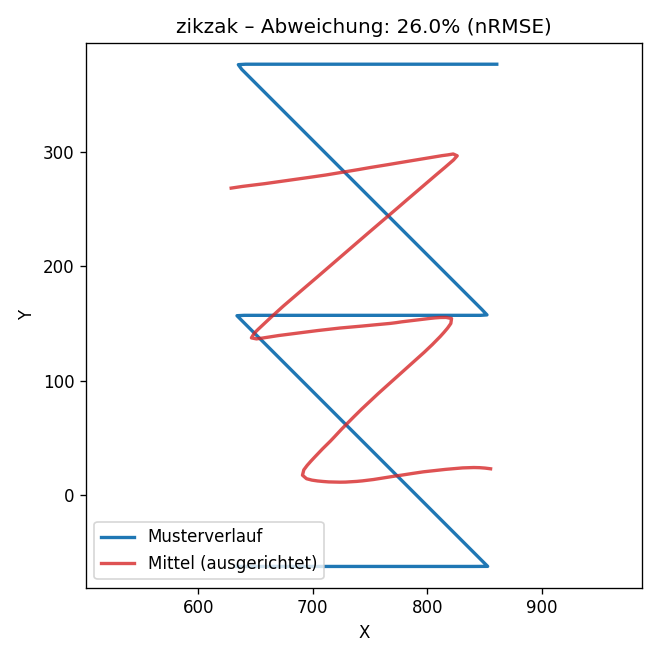 zikzak – Abweichung: 26.0% (nRMSE)
300
200
100
0
Y
Musterverlauf
Mittel (ausgerichtet)
600 700 800 900
X